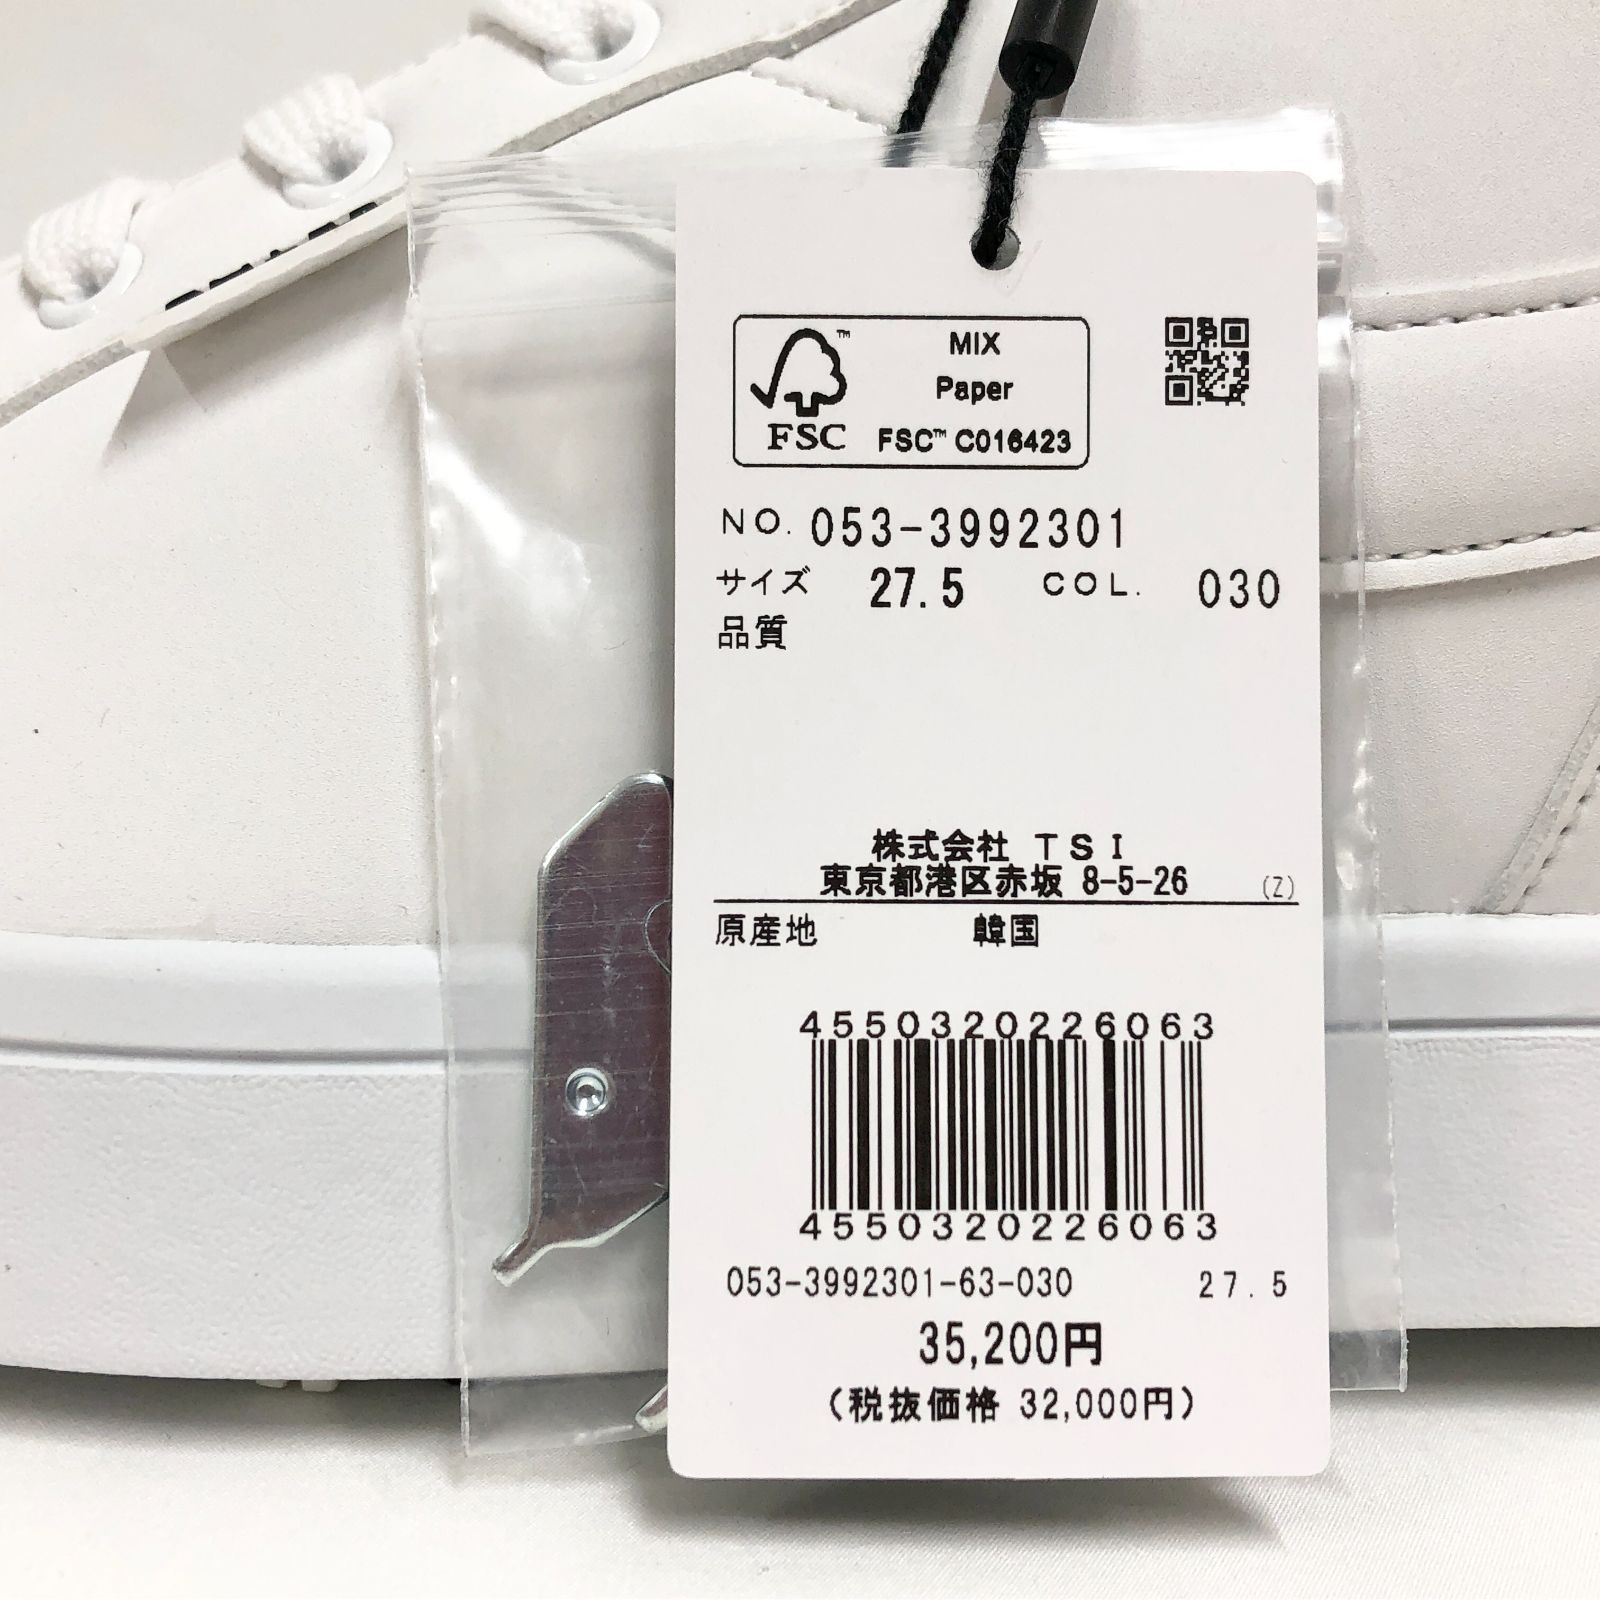 MIX
Paper
FSC™ C016423
FSC
NO. 053-3992301
サイズ 27.5 COL. 030
品質
株式会社 TSI
東京都港区赤坂 8-5-26 (Z)
原産地 韓国
4550320226063
4550320226063
053-3992301-63-030 27.5
35,200円
(税抜価格 32,000円)